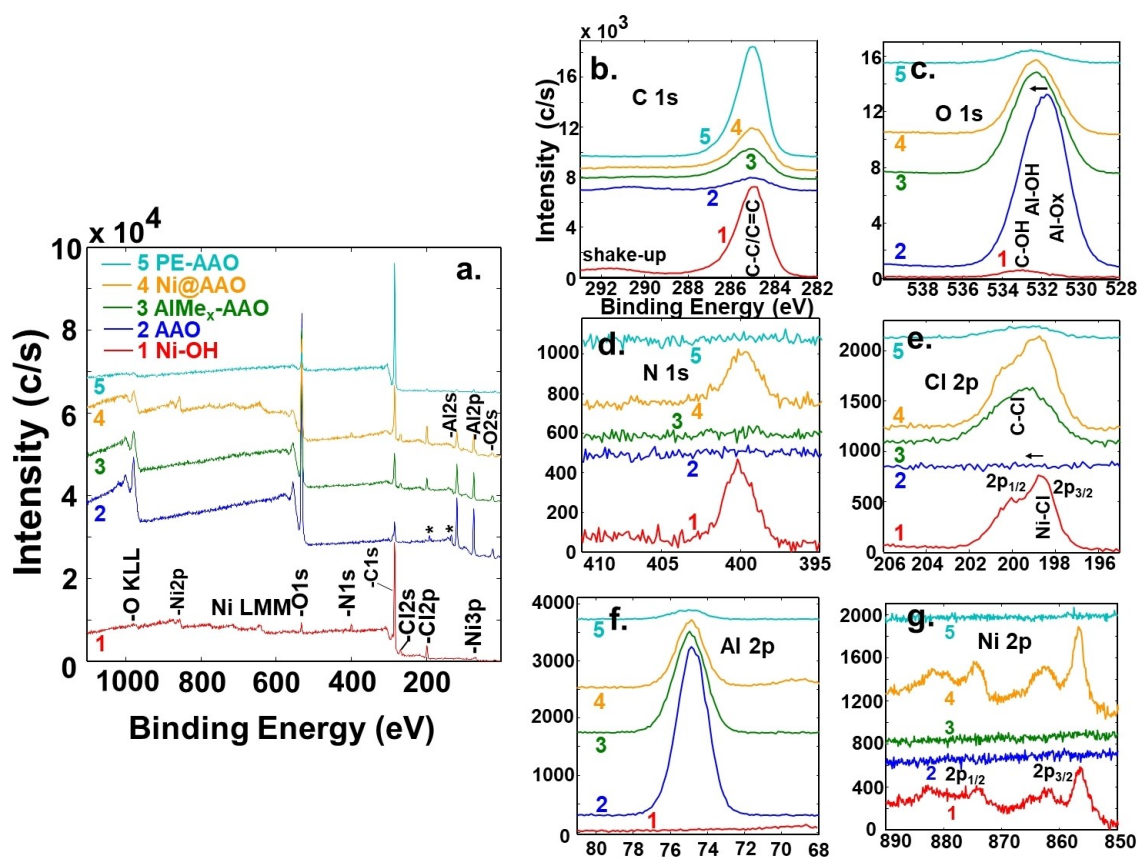 x 10⁴
a.
5 PE-AAO
4 Ni@AAO
3 AlMeₓ-AAO
2 AAO
1 Ni-OH
10
8
6
4
2
0
Intensity (c/s)
5
4
3
2
1
-Al2s
-Al2p
-O2s
*
*
-O KLL
-Ni2p
Ni LMM
-O1s
-N1s
-C1s
-Cl2s
-Cl2p
-Ni3p
1000 800 600 400 200 0
Binding Energy (eV)
x 10³
b.
C 1s
16
12
8
4
0
Intensity (c/s)
5
4
3
2
1
shake-up
C-C/C=C
292 290 288 286 284 282
Binding Energy (eV)
c.
O 1s
16
12
8
4
0
5
4
3
2
1
C-OH
Al-OH
Al-Ox
538 536 534 532 530 528
d.
N 1s
1000
800
600
400
200
0
5
4
3
2
1
410 405 400 395
e.
Cl 2p
2000
1500
1000
500
0
5
4
3
2
1
C-Cl
2p₁/₂
2p₃/₂
Ni-Cl
206 204 202 200 198 196
f.
Al 2p
4000
3000
2000
1000
0
5
4
3
2
1
80 78 76 74 72 70 68
g.
Ni 2p
2000
1600
1200
800
400
0
5
4
3
2
2p₁/₂
2p₃/₂
1
890 880 870 860 850